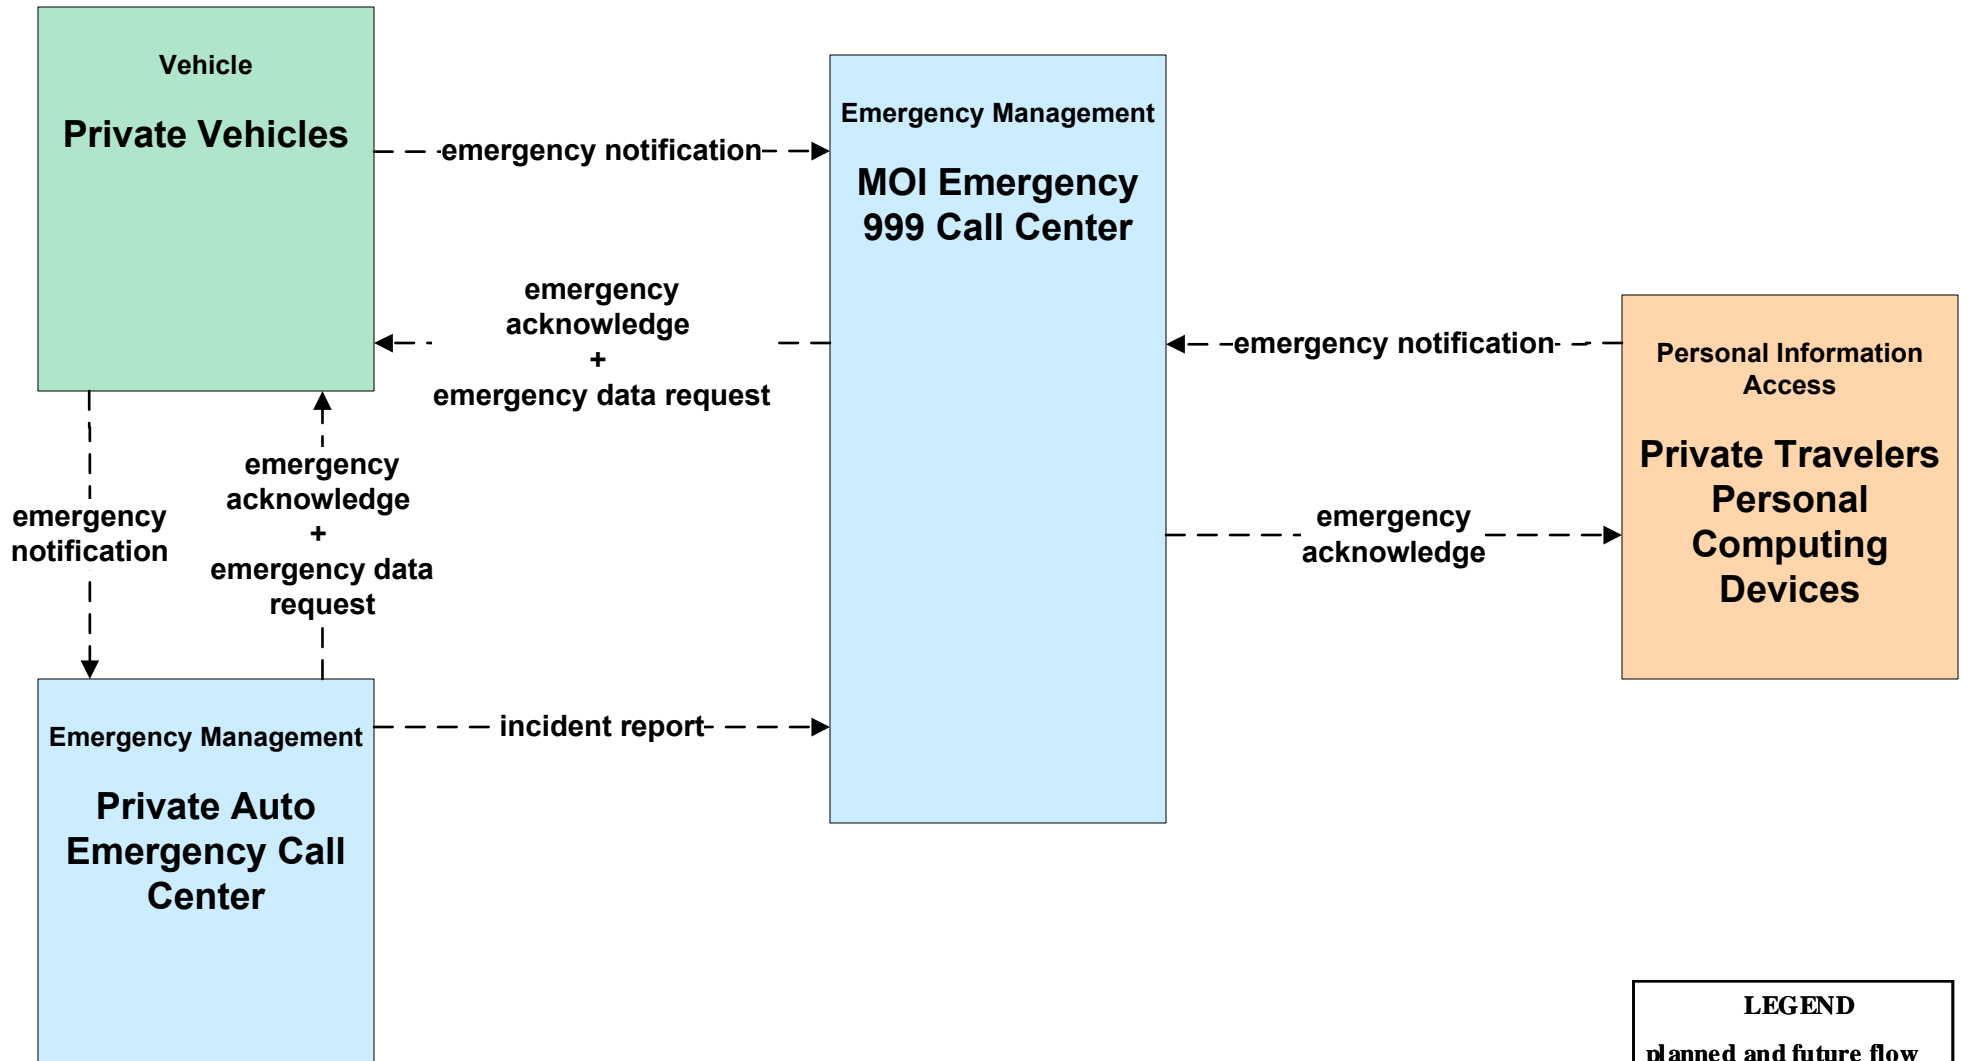 Vehicle
Private Vehicles
emergency notification
Emergency Management
MOI Emergency
999 Call Center
emergency
acknowledge
+
emergency data request
emergency notification
Personal Information
Access
Private Travelers
Personal
Computing
Devices
emergency
acknowledge
emergency
notification
emergency
acknowledge
+
emergency data
request
incident report
Emergency Management
Private Auto
Emergency Call
Center
LEGEND
planned and future flow